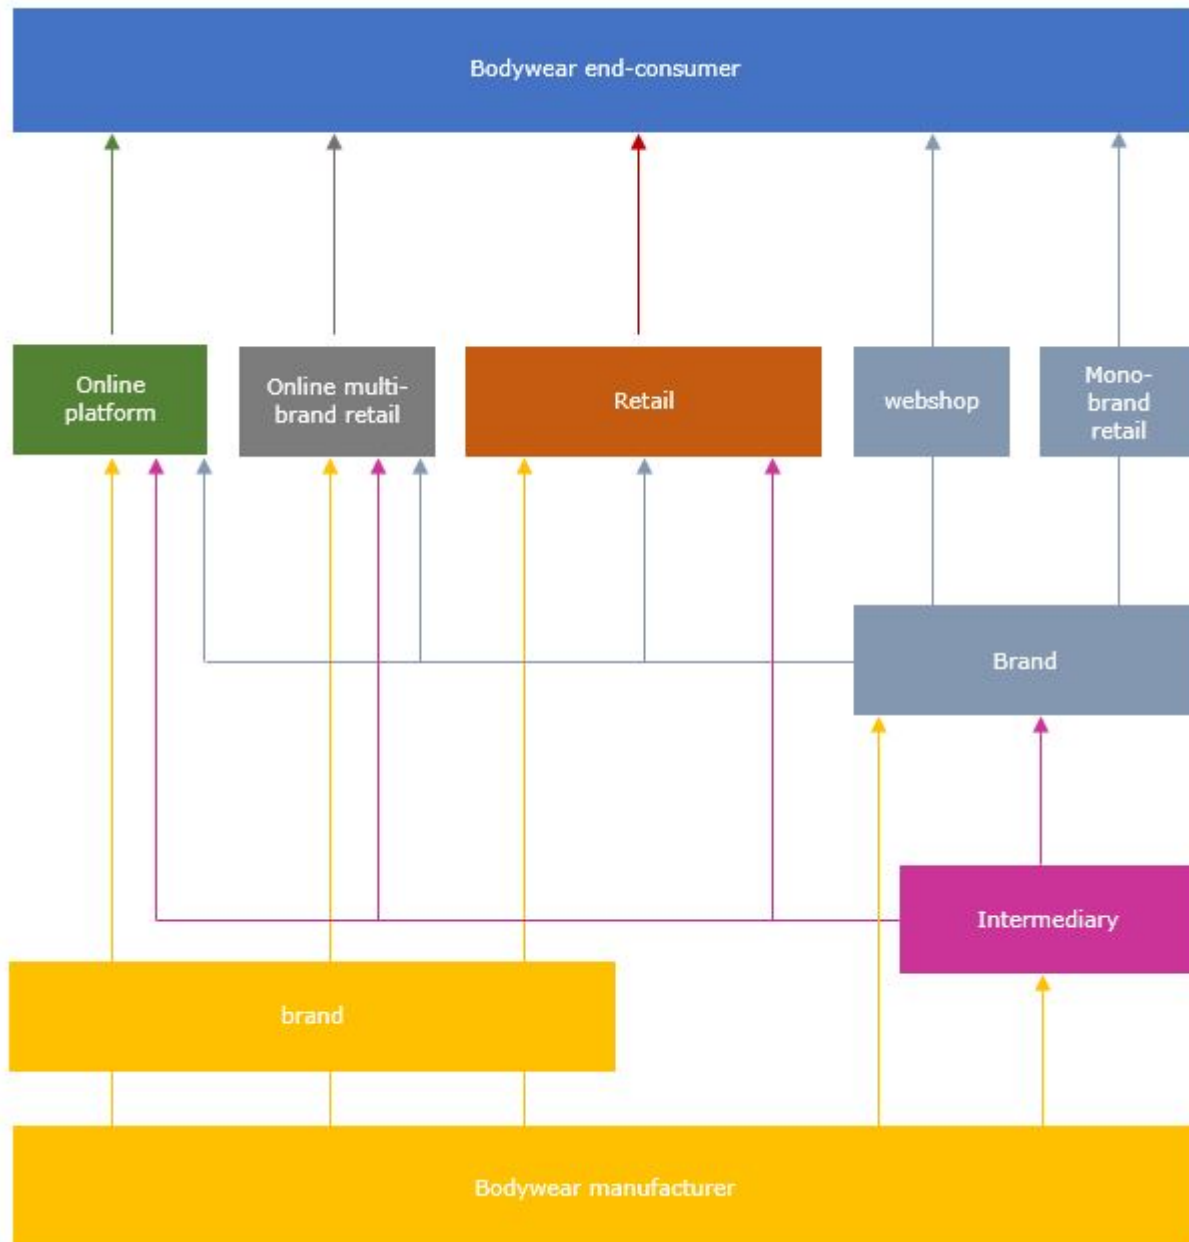 Bodywear end-consumer
Online
platform
Online multi-
brand retail
Retail
webshop
Mono-
brand
retail
Brand
Intermediary
brand
Bodywear manufacturer